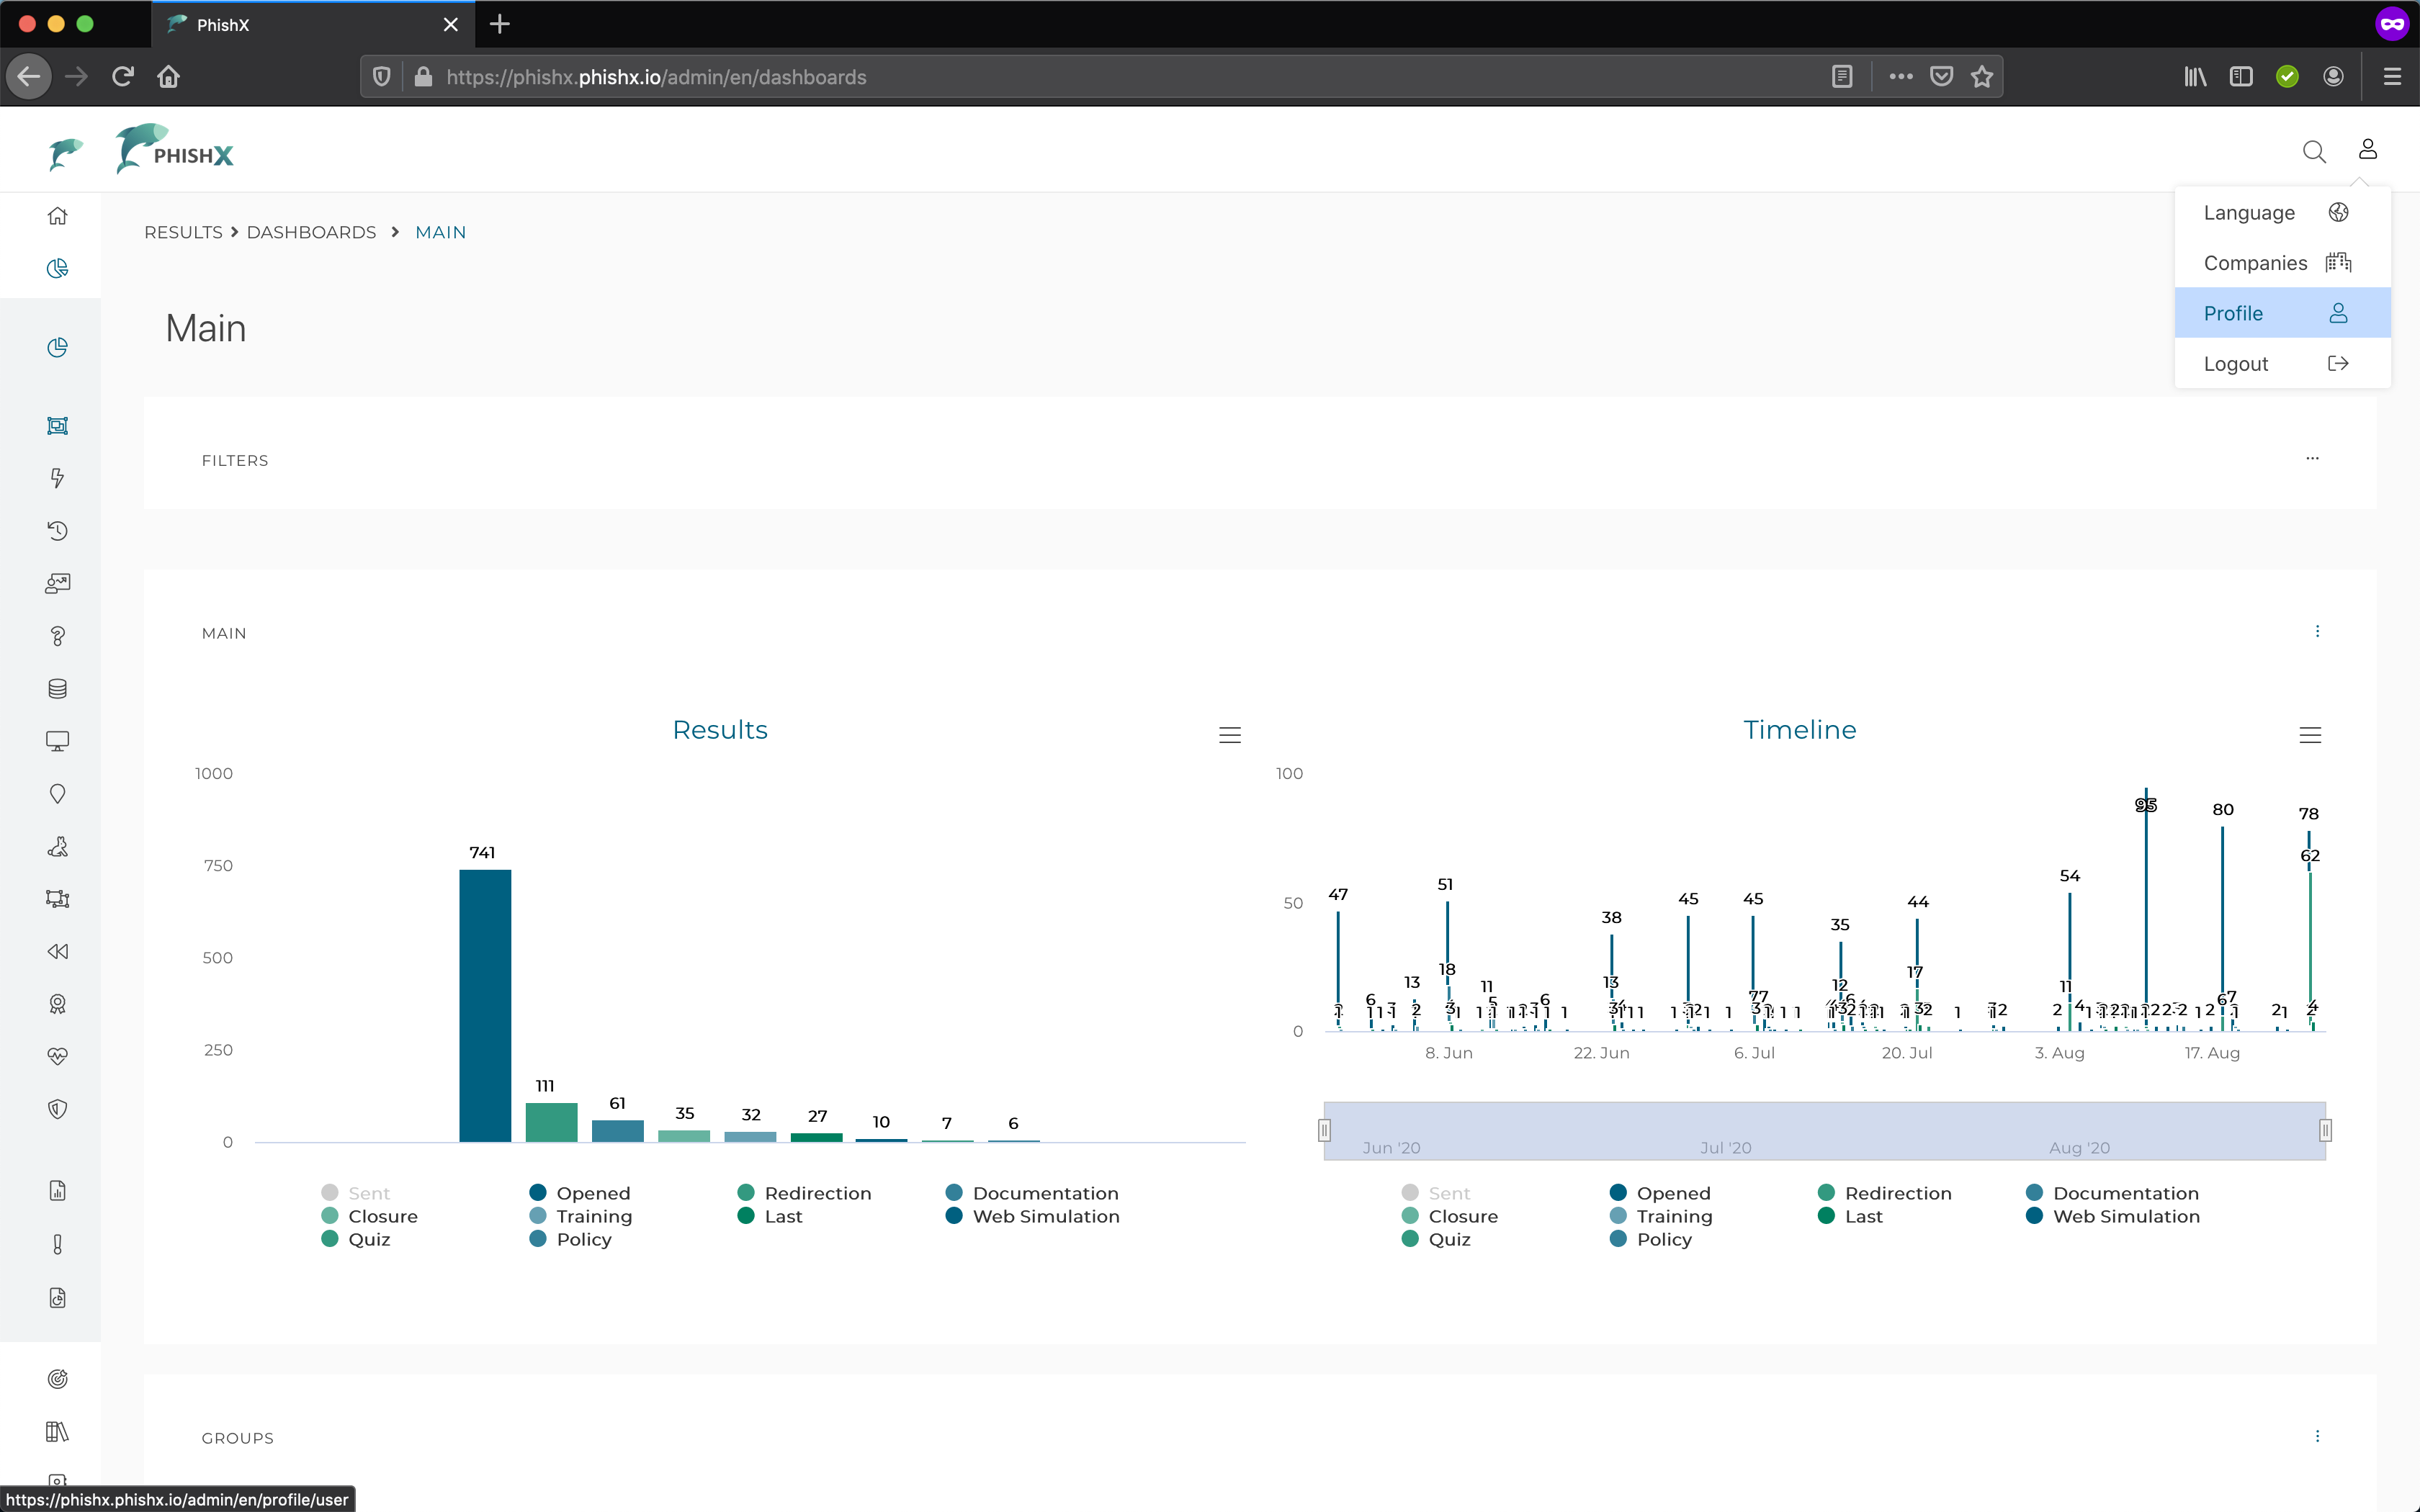 PhishX
https://phishx.phishx.io/admin/en/dashboards
PHISHX
Language
Companies
Profile
Logout
RESULTS > DASHBOARDS > MAIN
Main
FILTERS
MAIN
Results
1000
750
500
250
0
741
111
61
35
32
27
10
7
6
Sent
Opened
Redirection
Documentation
Closure
Training
Last
Web Simulation
Quiz
Policy
Timeline
100
50
0
47
6
13
51
18
11
6
38
13
45
45
35
12
44
17
54
11
95
80
78
62
8. Jun
22. Jun
6. Jul
20. Jul
3. Aug
17. Aug
Jun '20
Jul '20
Aug '20
Sent
Opened
Redirection
Documentation
Closure
Training
Last
Web Simulation
Quiz
Policy
GROUPS
https://phishx.phishx.io/admin/en/profile/user